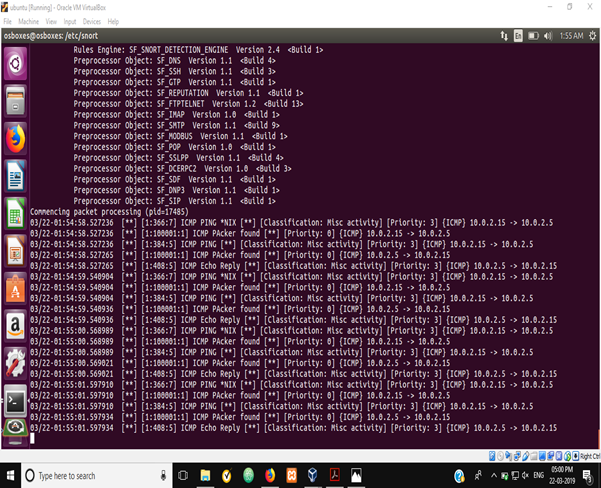 ubuntu [Running] - Oracle VM VirtualBox
File Machine View Input Devices Help
osboxes@osboxes: /etc/snort
En
1:55 AM
Rules Engine: SF_SNORT_DETECTION_ENGINE Version 2.4 <Build 1>
Preprocessor Object: SF_DNS Version 1.1 <Build 4>
Preprocessor Object: SF_SSH Version 1.1 <Build 3>
Preprocessor Object: SF_GTP Version 1.1 <Build 1>
Preprocessor Object: SF_REPUTATION Version 1.1 <Build 1>
Preprocessor Object: SF_FTPTELNET Version 1.2 <Build 13>
Preprocessor Object: SF_IMAP Version 1.0 <Build 1>
Preprocessor Object: SF_SMTP Version 1.1 <Build 9>
Preprocessor Object: SF_MODBUS Version 1.1 <Build 1>
Preprocessor Object: SF_POP Version 1.0 <Build 1>
Preprocessor Object: SF_SSLPP Version 1.1 <Build 4>
Preprocessor Object: SF_DCERPC2 Version 1.0 <Build 3>
Preprocessor Object: SF_SDF Version 1.1 <Build 1>
Preprocessor Object: SF_DNP3 Version 1.1 <Build 1>
Preprocessor Object: SF_SIP Version 1.1 <Build 1>
Commencing packet processing (pid=17485)
03/22-01:54:58.527236 [**] [1:366:7] ICMP PING *NIX [**] [Classification: Misc activity] [Priority: 3] {ICMP} 10.0.2.15 -> 10.0.2.5
03/22-01:54:58.527236 [**] [1:10001:1] ICMP PAcker found [**] [Priority: 0] {ICMP} 10.0.2.15 -> 10.0.2.5
03/22-01:54:58.527236 [**] [1:384:5] ICMP PING [**] [Classification: Misc activity] [Priority: 3] {ICMP} 10.0.2.15 -> 10.0.2.5
03/22-01:54:58.527265 [**] [1:10001:1] ICMP PAcker found [**] [Priority: 0] {ICMP} 10.0.2.5 -> 10.0.2.15
03/22-01:54:58.527265 [**] [1:408:5] ICMP Echo Reply [**] [Classification: Misc activity] [Priority: 3] {ICMP} 10.0.2.5 -> 10.0.2.15
03/22-01:54:59.540904 [**] [1:366:7] ICMP PING *NIX [**] [Classification: Misc activity] [Priority: 3] {ICMP} 10.0.2.15 -> 10.0.2.5
03/22-01:54:59.540904 [**] [1:10001:1] ICMP PAcker found [**] [Priority: 0] {ICMP} 10.0.2.15 -> 10.0.2.5
03/22-01:54:59.540904 [**] [1:384:5] ICMP PING [**] [Classification: Misc activity] [Priority: 3] {ICMP} 10.0.2.15 -> 10.0.2.5
03/22-01:54:59.540936 [**] [1:10001:1] ICMP PAcker found [**] [Priority: 0] {ICMP} 10.0.2.5 -> 10.0.2.15
03/22-01:54:59.540936 [**] [1:408:5] ICMP Echo Reply [**] [Classification: Misc activity] [Priority: 3] {ICMP} 10.0.2.5 -> 10.0.2.15
03/22-01:55:00.568989 [**] [1:366:7] ICMP PING *NIX [**] [Classification: Misc activity] [Priority: 3] {ICMP} 10.0.2.15 -> 10.0.2.5
03/22-01:55:00.568989 [**] [1:10001:1] ICMP PAcker found [**] [Priority: 0] {ICMP} 10.0.2.15 -> 10.0.2.5
03/22-01:55:00.568989 [**] [1:384:5] ICMP PING [**] [Classification: Misc activity] [Priority: 3] {ICMP} 10.0.2.15 -> 10.0.2.5
03/22-01:55:00.569021 [**] [1:10001:1] ICMP PAcker found [**] [Priority: 0] {ICMP} 10.0.2.5 -> 10.0.2.15
03/22-01:55:00.569021 [**] [1:408:5] ICMP Echo Reply [**] [Classification: Misc activity] [Priority: 3] {ICMP} 10.0.2.5 -> 10.0.2.15
03/22-01:55:01.597910 [**] [1:366:7] ICMP PING *NIX [**] [Classification: Misc activity] [Priority: 3] {ICMP} 10.0.2.15 -> 10.0.2.5
03/22-01:55:01.597910 [**] [1:10001:1] ICMP PAcker found [**] [Priority: 0] {ICMP} 10.0.2.15 -> 10.0.2.5
03/22-01:55:01.597910 [**] [1:384:5] ICMP PING [**] [Classification: Misc activity] [Priority: 3] {ICMP} 10.0.2.15 -> 10.0.2.5
03/22-01:55:01.597934 [**] [1:10001:1] ICMP PAcker found [**] [Priority: 0] {ICMP} 10.0.2.5 -> 10.0.2.15
03/22-01:55:01.597934 [**] [1:408:5] ICMP Echo Reply [**] [Classification: Misc activity] [Priority: 3] {ICMP} 10.0.2.5 -> 10.0.2.15
Right Ctrl
Type here to search
ENG
05:00 PM
22-03-2019